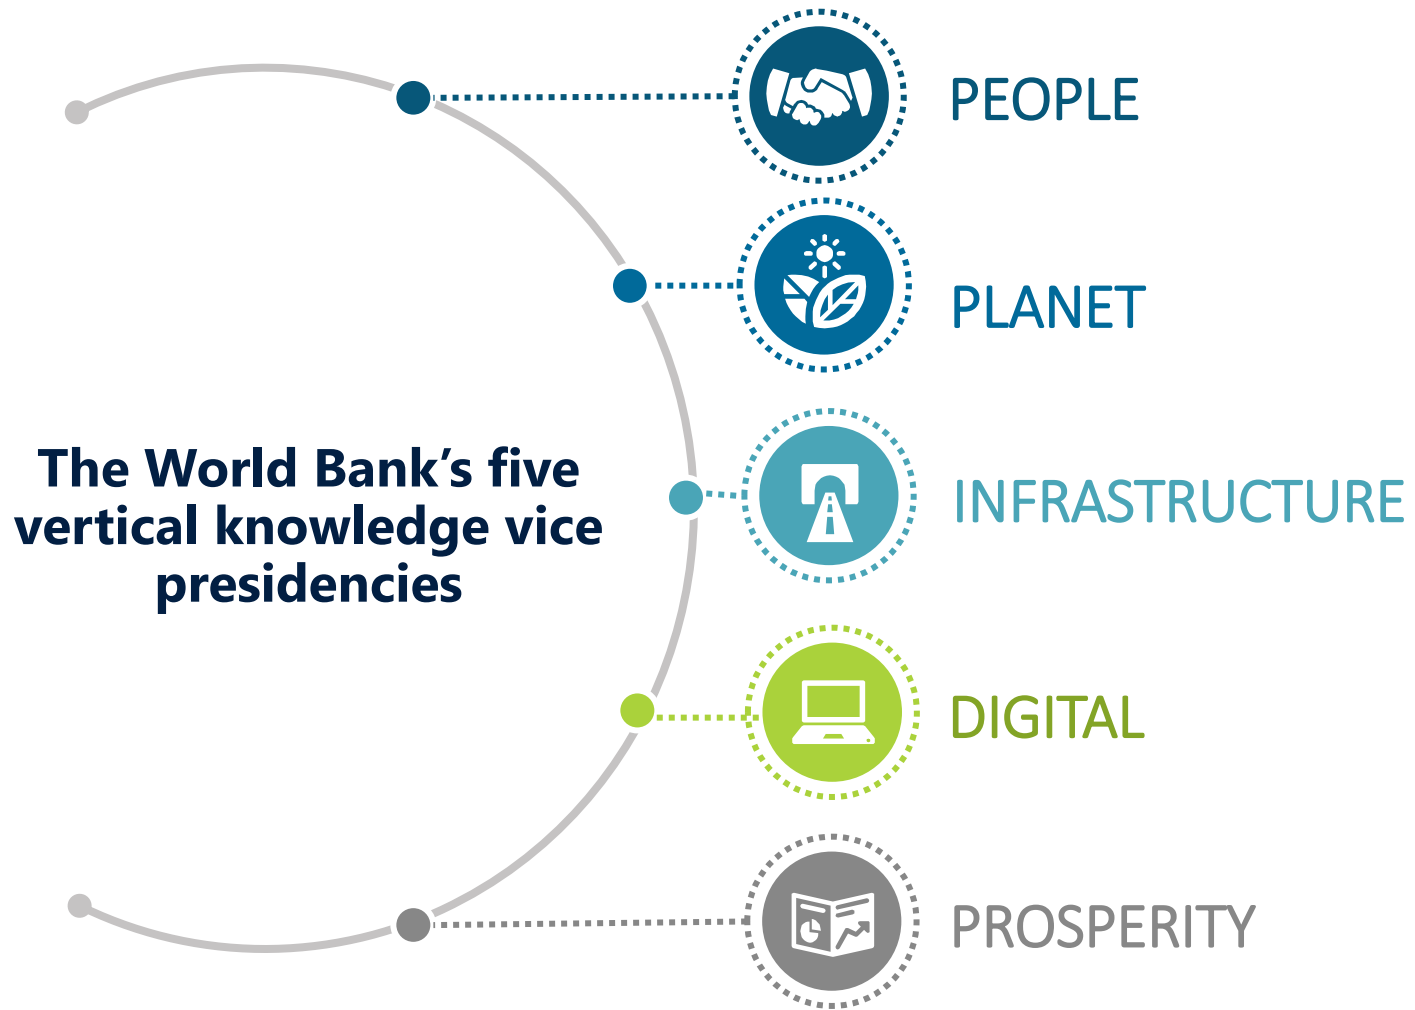 PEOPLE
PLANET
The World Bank’s five
vertical knowledge vice
presidencies
INFRASTRUCTURE
DIGITAL
PROSPERITY